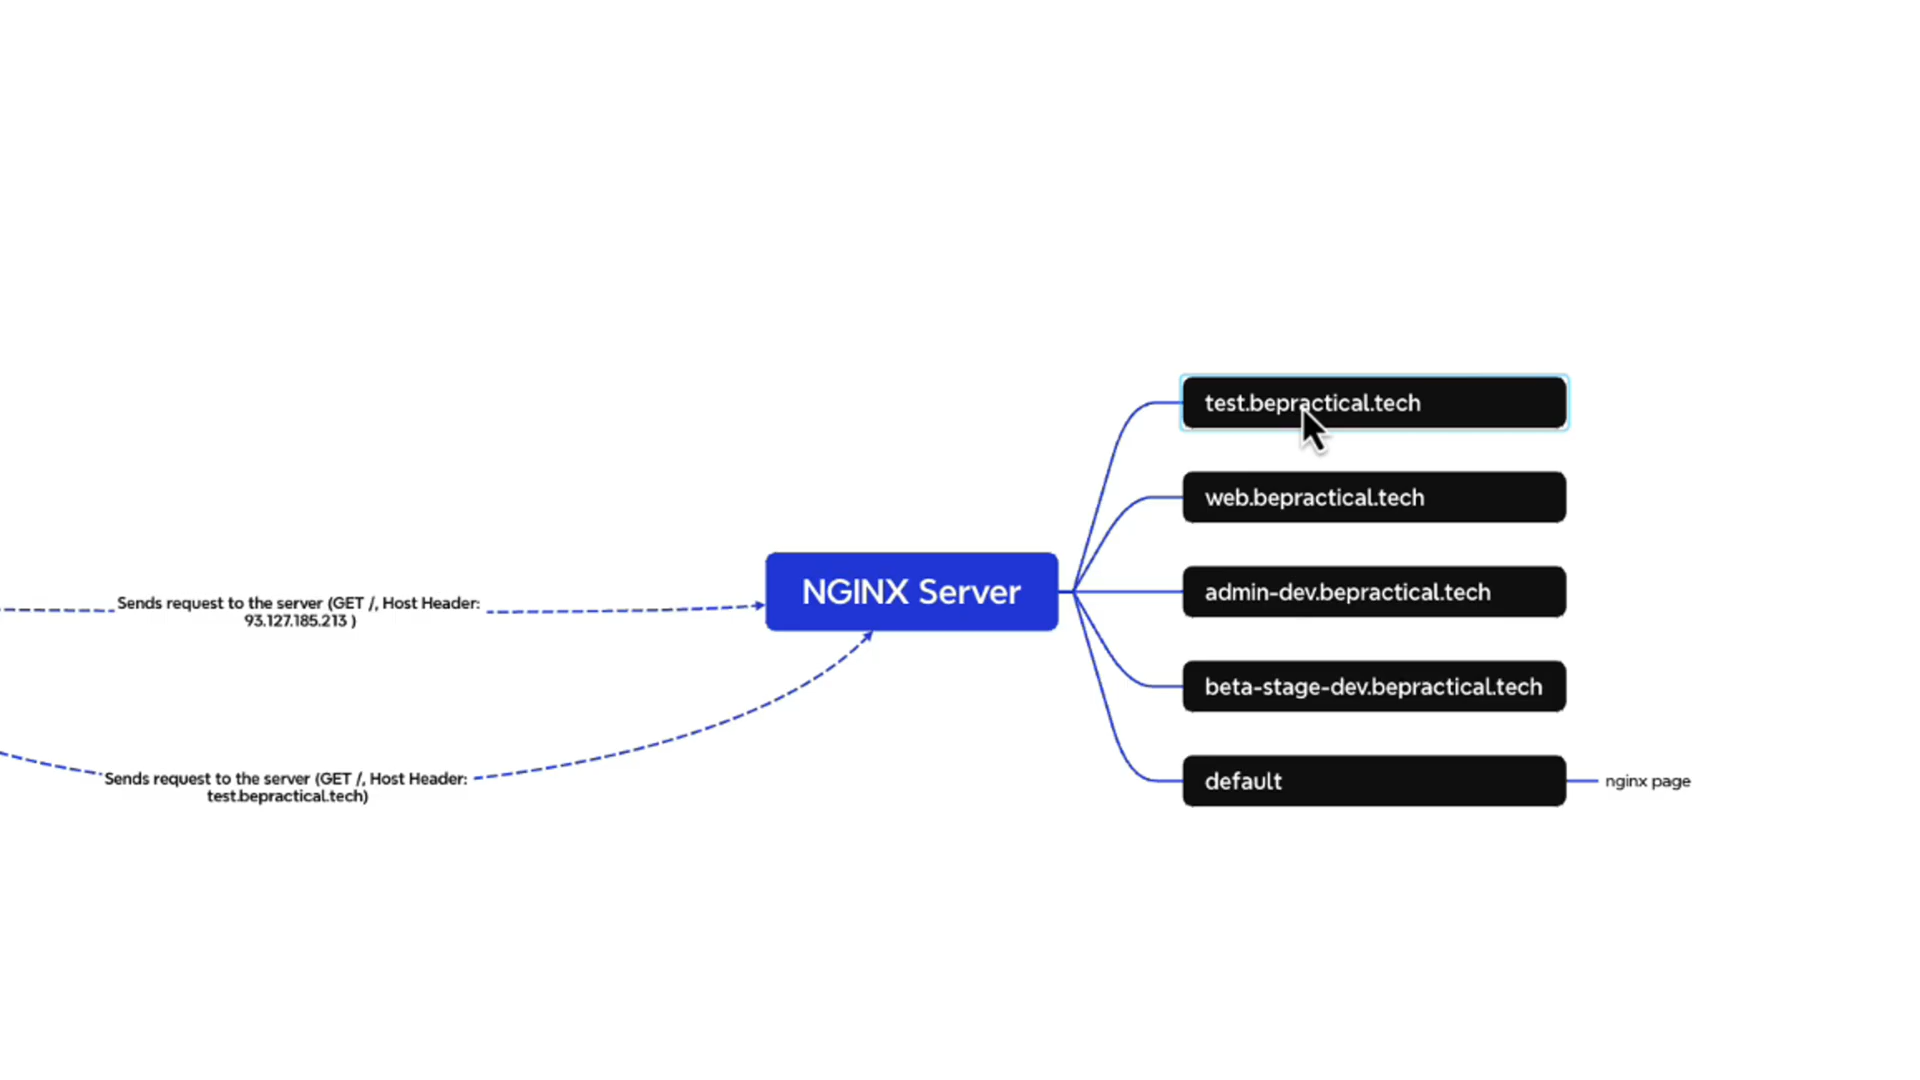 Sends request to the server (GET /, Host Header:
93.127.185.213 )
Sends request to the server (GET /, Host Header:
test.bepractical.tech)
NGINX Server
test.bepractical.tech
web.bepractical.tech
admin-dev.bepractical.tech
beta-stage-dev.bepractical.tech
default
nginx page